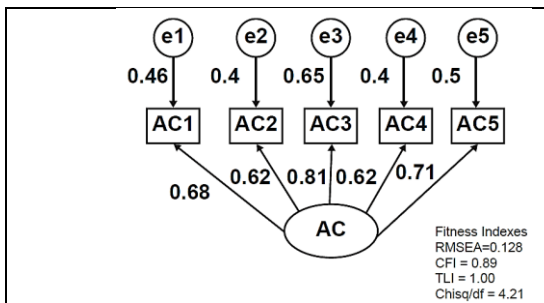 e1 e2 e3 e4 e5
0.46 0.4 0.65 0.4 0.5
AC1 AC2 AC3 AC4 AC5
0.68 0.62 0.81 0.62 0.71
AC
Fitness Indexes
RMSEA=0.128
CFI = 0.89
TLI = 1.00
Chisq/df = 4.21